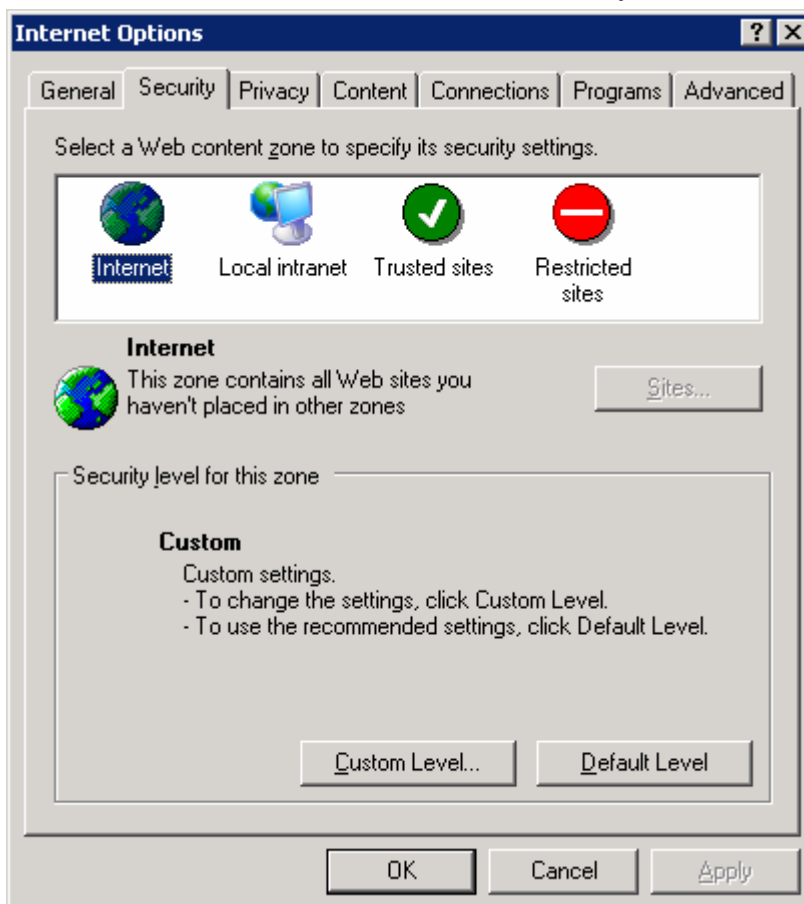 Internet Options
General Security Privacy Content Connections Programs Advanced
Select a Web content zone to specify its security settings.
Internet Local intranet Trusted sites Restricted
sites
Internet
This zone contains all Web sites you
haven't placed in other zones
Sites...
Security level for this zone
Custom
Custom settings.
- To change the settings, click Custom Level.
- To use the recommended settings, click Default Level.
Custom Level... Default Level
OK Cancel Apply